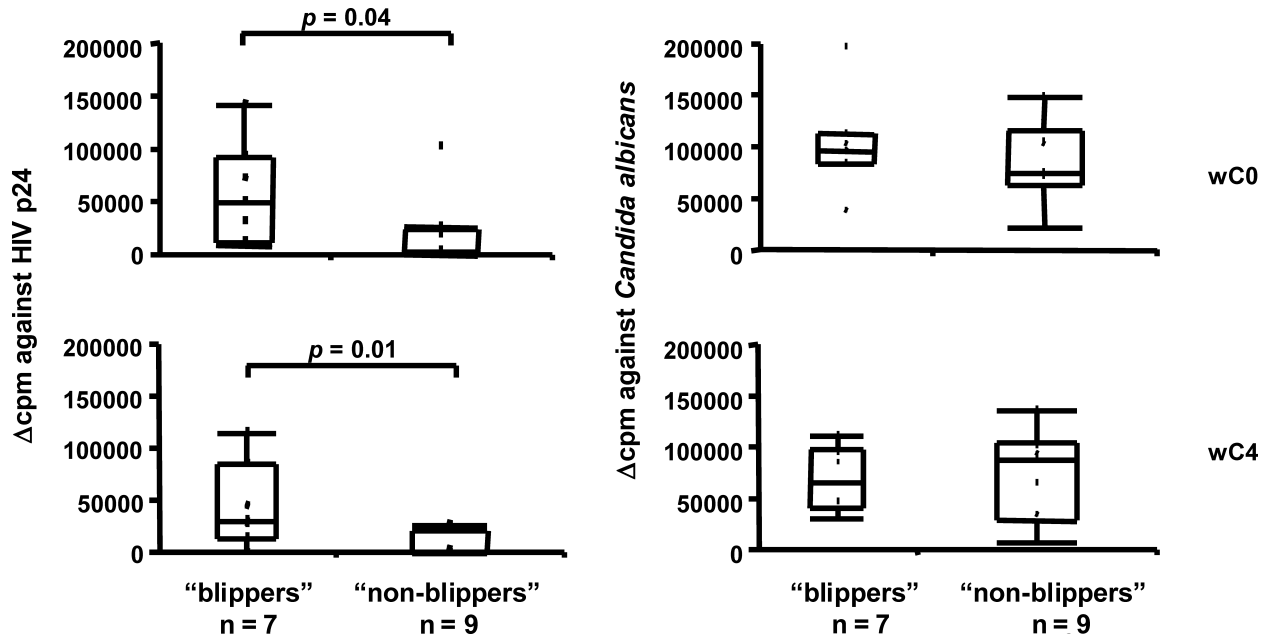 Δcpm against HIV p24
p = 0.04
200000
150000
100000
50000
0
p = 0.01
200000
150000
100000
50000
0
“blippers”
n = 7
“non-blippers”
n = 9
Δcpm against Candida albicans
200000
150000
100000
50000
0
wC0
200000
150000
100000
50000
0
wC4
“blippers”
n = 7
“non-blippers”
n = 9